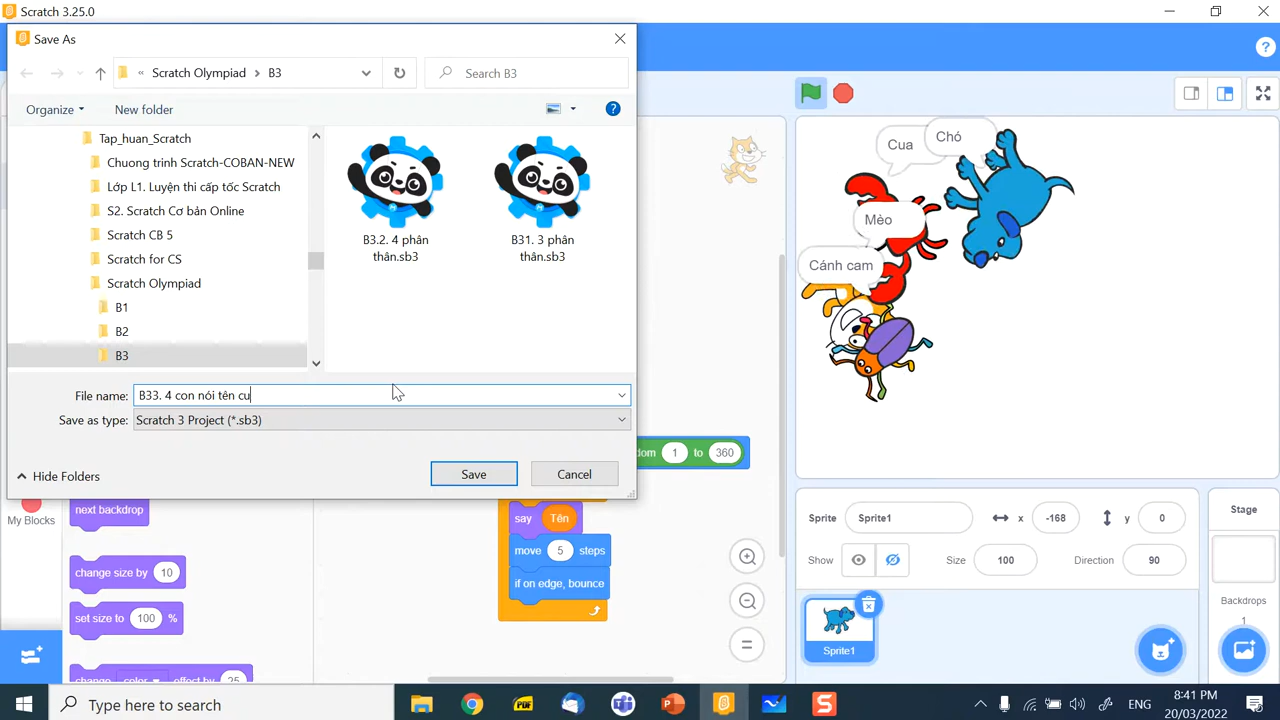 Scratch 3.25.0
Save As
« Scratch Olympiad > B3
Search B3
Organize
New folder
Tap_huan_Scratch
Chuong trinh Scratch-COBAN-NEW
Lớp L1. Luyện thi cấp tốc Scratch
S2. Scratch Cơ bản Online
Scratch CB 5
Scratch for CS
Scratch Olympiad
B1
B2
B3
B3.2. 4 phân
thân.sb3
B31. 3 phân
thân.sb3
File name: B33. 4 con nói tên cu
Save as type: Scratch 3 Project (*.sb3)
Hide Folders
Save
Cancel
My Blocks
next backdrop
change size by 10
set size to 100 %
change color effect by 25
dom 1 to 360
say Tên
move 5 steps
if on edge, bounce
Cua
Chó
Mèo
Cánh cam
Sprite Sprite1 x -168 y 0
Show Size 100 Direction 90
Sprite1
Stage
Backdrops
1
Type here to search
PDF
ENG
8:41 PM
20/03/2022